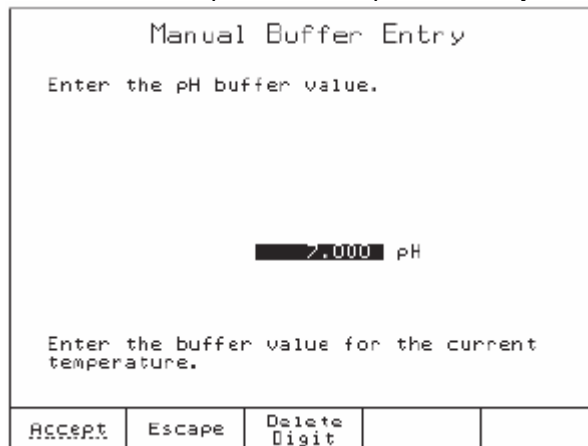 Manual Buffer Entry
Enter the pH buffer value.
7.000 pH
Enter the buffer value for the current
temperature.
Accept Escape Delete
Digit